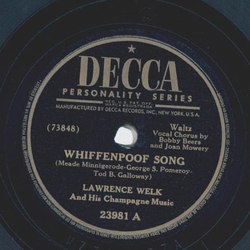 DECCA
PERSONALITY SERIES
MANUFACTURED BY DECCA RECORDS, INC., NEW YORK, U.S.A.
(73848)
Waltz
Vocal Chorus by
Bobby Beers
and Joan Mowery
WHIFFENPOOF SONG
(Meade Minnigerode-George S. Pomeroy-
Tod B. Galloway)
LAWRENCE WELK
And His Champagne Music
23981 A